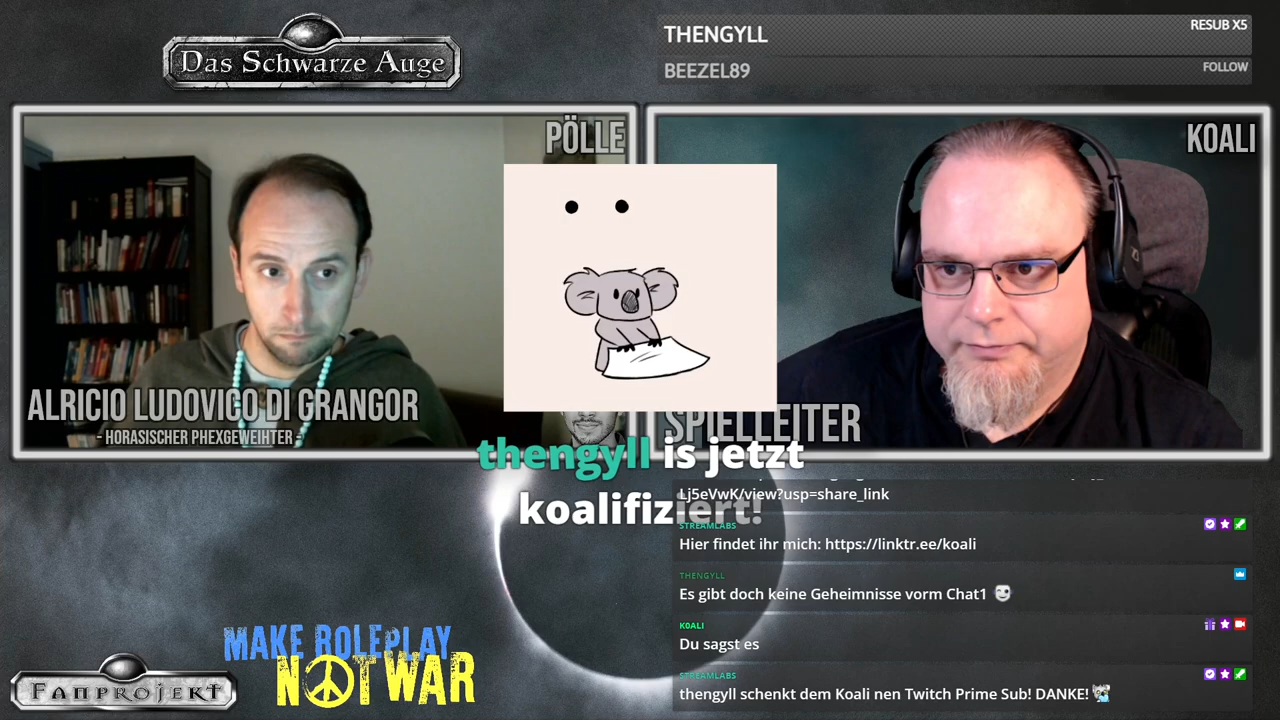 Das Schwarze Auge
THENGYLL
RESUB X5
BEEZEL89
FOLLOW
PÖLLE
KOALI
ALRICIO LUDOVICO DI GRANGOR
- HORASISCHER PHEXGEWEIHTER -
SPIELLEITER
thengyll is jetzt
koalifiziert!
Lj5eVwK/view?usp=share_link
STREAMLABS
Hier findet ihr mich: https://linktr.ee/koali
THENGYLL
Es gibt doch keine Geheimnisse vorm Chat1
K0ALI
Du sagst es
STREAMLABS
thengyll schenkt dem Koali nen Twitch Prime Sub! DANKE!
MAKE ROLEPLAY
NOT WAR
FANPROJEKT